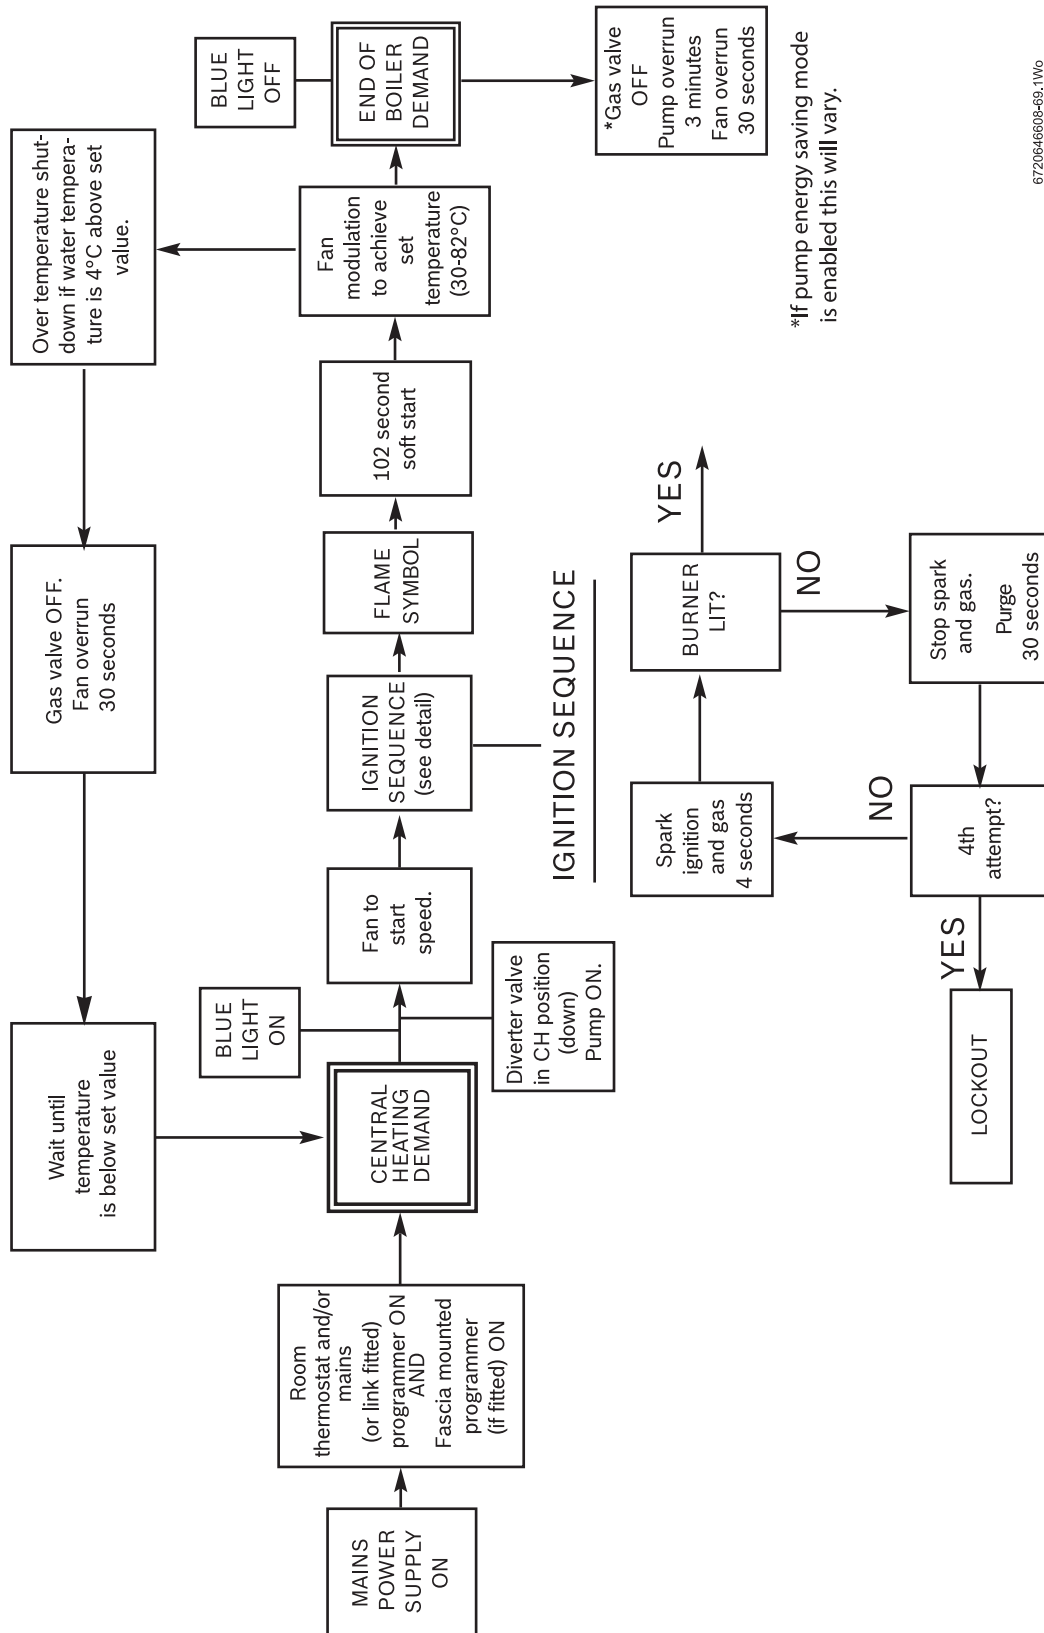 MAINS
POWER
SUPPLY
ON
Room
thermostat and/or
mains
(or link fitted)
programmer ON
AND
Fascia mounted
programmer
(if fitted) ON
CENTRAL
HEATING
DEMAND
BLUE
LIGHT
ON
Diverter valve
in CH position
(down)
Pump ON.
Fan to
start
speed.
IGNITION
SEQUENCE
(see detail)
FLAME
SYMBOL
102 second
soft start
Fan
modulation
to achieve
set
temperature
(30-82°C)
END OF
BOILER
DEMAND
BLUE
LIGHT
OFF
*Gas valve
OFF
Pump overrun
3 minutes
Fan overrun
30 seconds
Over temperature shut-
down if water tempera-
ture is 4°C above set
value.
Gas valve OFF.
Fan overrun
30 seconds
Wait until
temperature
is below set value
*If pump energy saving mode
is enabled this will vary.
IGNITION SEQUENCE
Spark
ignition
and gas
4 seconds
BURNER
LIT?
YES
NO
Stop spark
and gas.
Purge
30 seconds
4th
attempt?
NO
YES
LOCKOUT
6720646608-69.1Wo